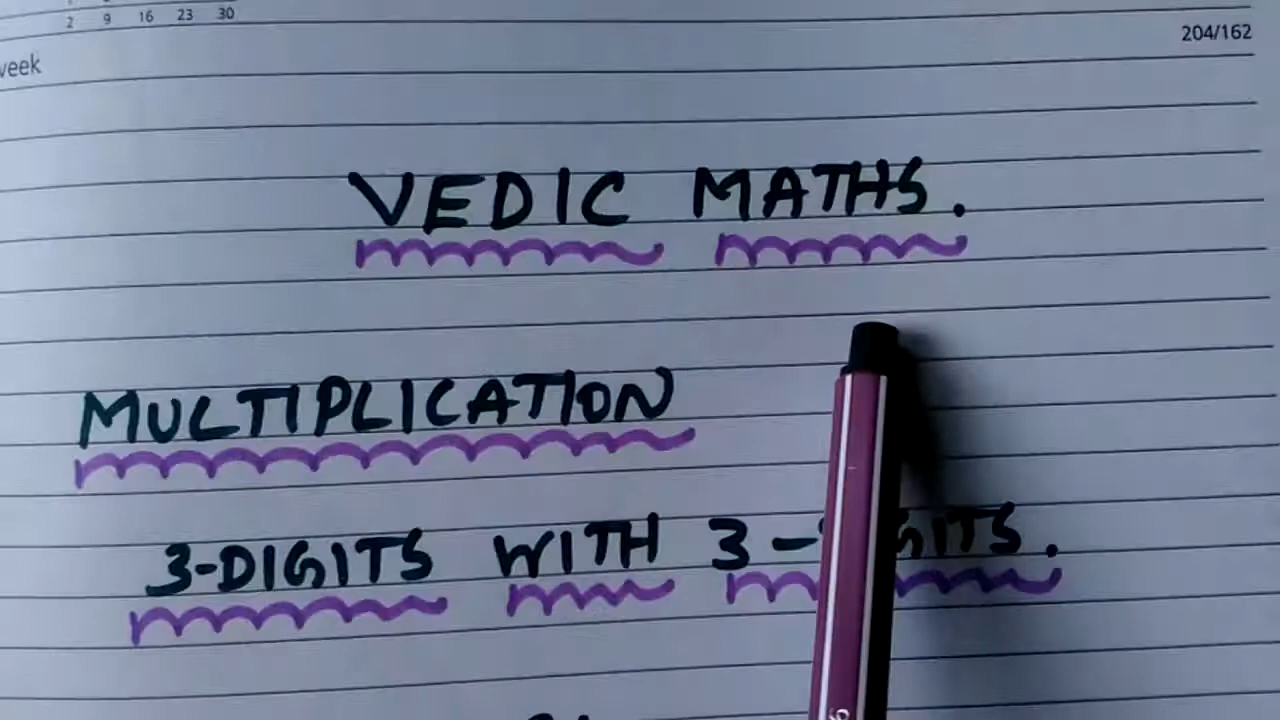 2 9 16 23 30
204/162
week
VEDIC MATHS.
MULTIPLICATION
3-DIGITS WITH 3-